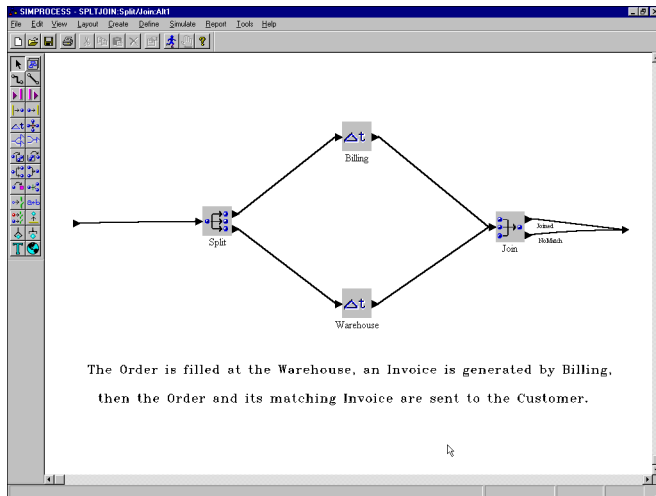 SIMPROCESS - SPLTJOIN:Split/Join:Alt1
File Edit View Layout Create Define Simulate Report Tools Help
Δt
Billing
Split
Joined
NoMatch
Join
Δt
Warehouse
The Order is filled at the Warehouse, an Invoice is generated by Billing,
then the Order and its matching Invoice are sent to the Customer.